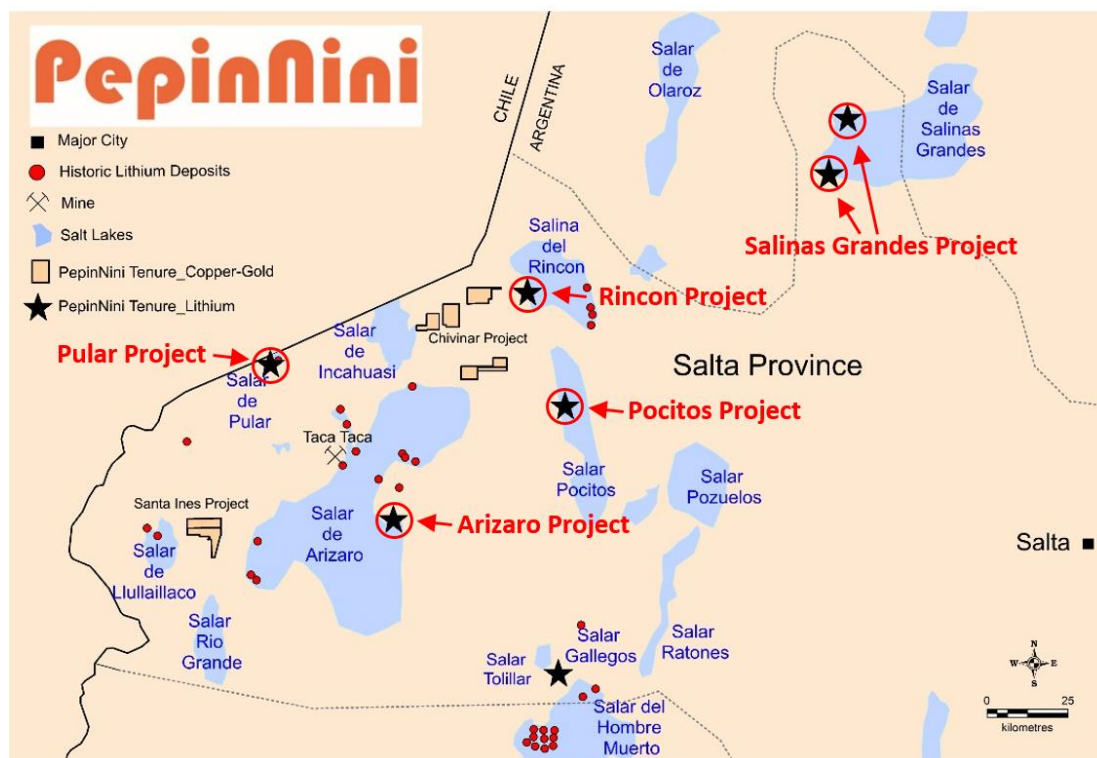 PepinNini
Major City
Historic Lithium Deposits
Mine
Salt Lakes
PepinNini Tenure_Copper-Gold
PepinNini Tenure_Lithium
CHILE
ARGENTINA
Salar
de
Olaroz
Salar
de
Salinas
Grandes
Salinas Grandes Project
Salina
del
Rincon
Rincon Project
Chivinar Project
Salar
de
Incahuasi
Pular Project
Salar
de
Pular
Salta Province
Pocitos Project
Taca Taca
Salar
Pocitos
Salar
Pozuelos
Santa Ines Project
Salar
de
Arizaro
Arizaro Project
Salta
Salar
de
Llullaillaco
Salar
Rio
Grande
Salar
Gallegos
Salar
Ratones
Salar
Tolillar
Salar del
Hombre
Muerto
N
W E
S
0 25
kilometres